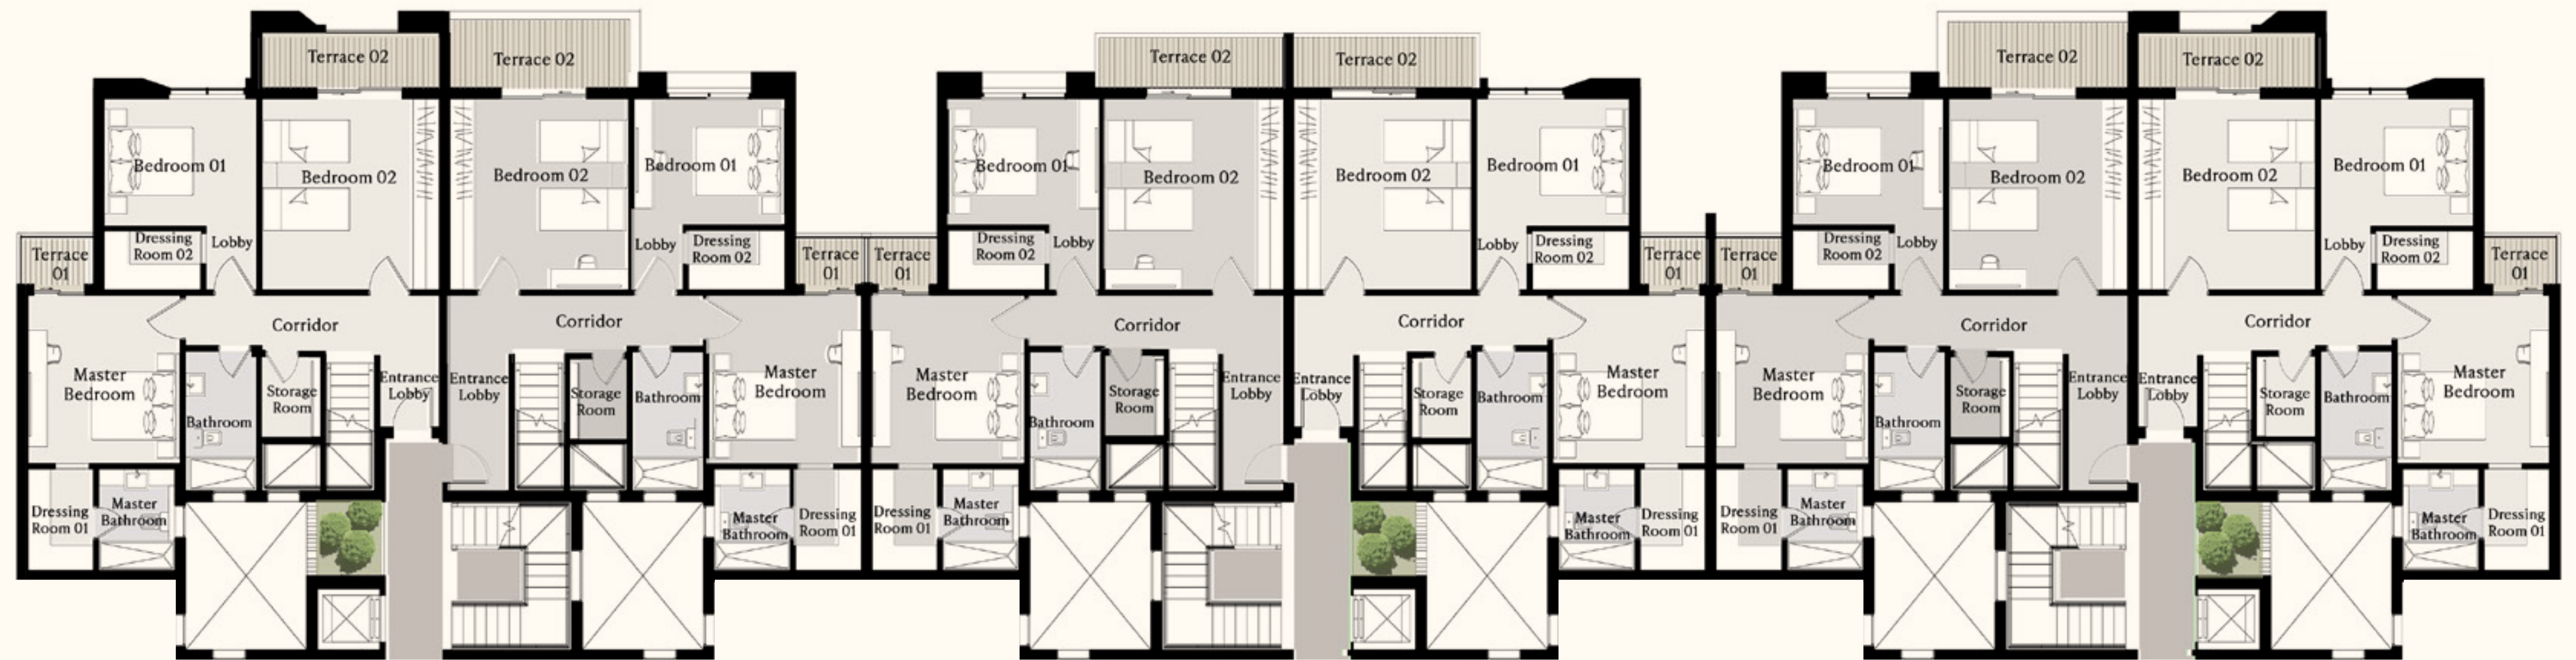 Terrace 02
Terrace 02
Terrace 02
Terrace 02
Terrace 02
Terrace 02
Bedroom 01
Bedroom 02
Bedroom 02
Bedroom 01
Bedroom 01
Bedroom 02
Bedroom 02
Bedroom 01
Bedroom 01
Bedroom 02
Bedroom 02
Bedroom 01
Terrace
01
Dressing
Room 02
Lobby
Lobby
Dressing
Room 02
Terrace
01
Terrace
01
Dressing
Room 02
Lobby
Lobby
Dressing
Room 02
Terrace
01
Terrace
01
Dressing
Room 02
Lobby
Lobby
Dressing
Room 02
Terrace
01
Corridor
Corridor
Corridor
Corridor
Corridor
Corridor
Master
Bedroom
Bathroom
Storage
Room
Entrance
Lobby
Entrance
Lobby
Storage
Room
Bathroom
Master
Bedroom
Master
Bedroom
Bathroom
Storage
Room
Entrance
Lobby
Entrance
Lobby
Storage
Room
Bathroom
Master
Bedroom
Master
Bedroom
Bathroom
Storage
Room
Entrance
Lobby
Entrance
Lobby
Storage
Room
Bathroom
Master
Bedroom
Dressing
Room 01
Master
Bathroom
Master
Bathroom
Dressing
Room 01
Dressing
Room 01
Master
Bathroom
Master
Bathroom
Dressing
Room 01
Dressing
Room 01
Master
Bathroom
Master
Bathroom
Dressing
Room 01